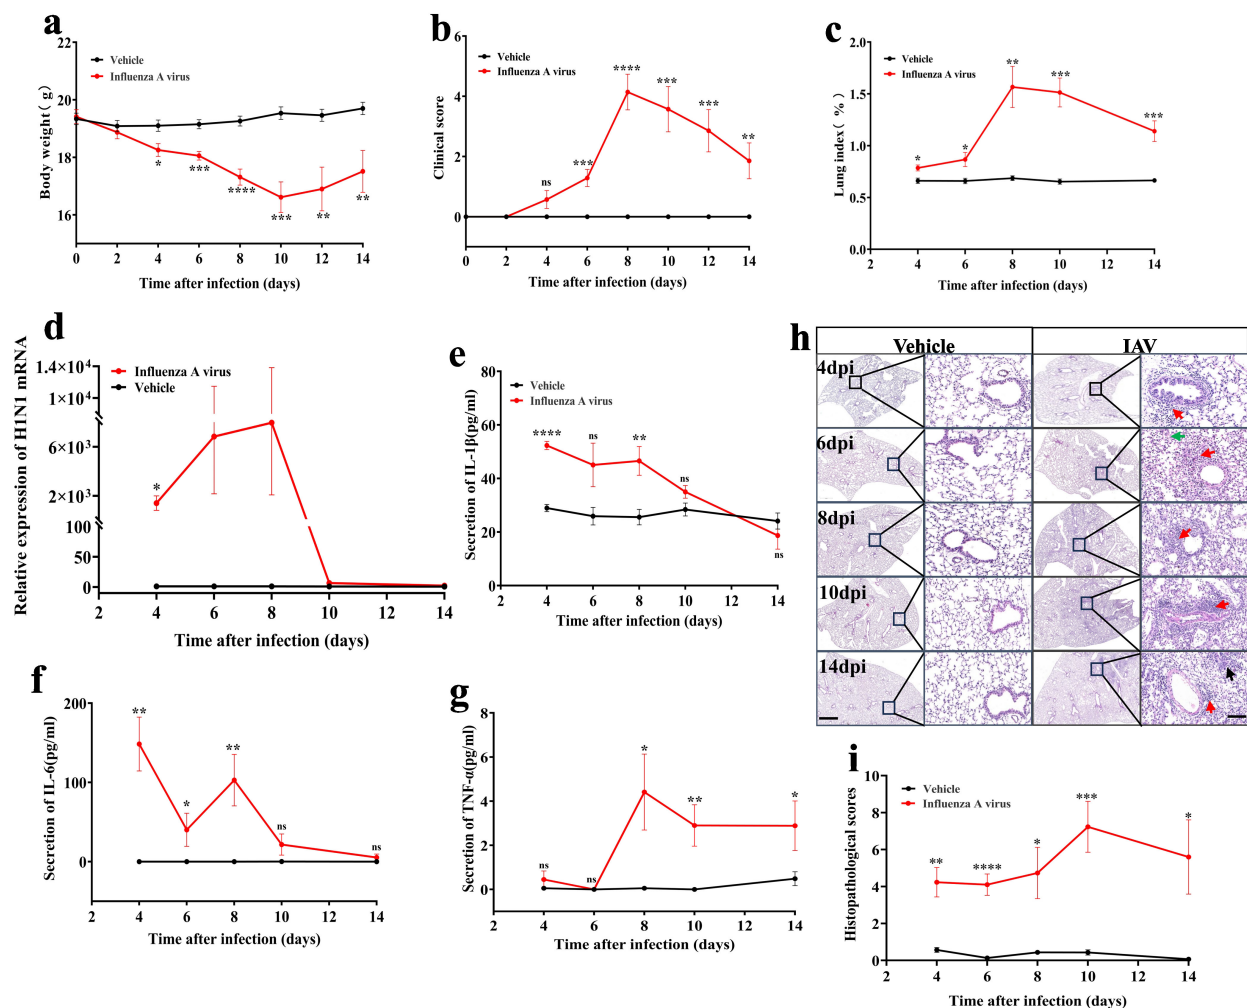 a
22
20
18
16
Body weight( g)
Vehicle
Influenza A virus
*
***
****
***
**
**
0 2 4 6 8 10 12 14
Time after infection (days)
b
6
4
2
0
Clinical score
Vehicle
Influenza A virus
ns
***
****
***
***
**
0 2 4 6 8 10 12 14
Time after infection (days)
c
2.0
1.5
1.0
0.5
0.0
Lung index( %)
Vehicle
Influenza A virus
*
*
**
***
***
2 4 6 8 10 12 14
Time after infection (days)
d
1.4×10⁴
1×10⁴
6×10³
2×10³
100
50
0
Relative expression of H1N1 mRNA
Influenza A virus
Vehicle
*
2 4 6 8 10 12 14
Time after infection (days)
e
80
60
40
20
0
Secretion of IL-1β(pg/ml)
Vehicle
Influenza A virus
****
ns
**
ns
ns
2 4 6 8 10 12 14
Time after infection (days)
h
Vehicle IAV
4dpi
6dpi
8dpi
10dpi
14dpi
f
200
100
0
Secretion of IL-6(pg/ml)
**
*
**
ns
ns
2 4 6 8 10 12 14
Time after infection (days)
g
8
6
4
2
0
Secretion of TNF-α(pg/ml)
ns
ns
*
**
*
2 4 6 8 10 12 14
Time after infection (days)
i
10
8
6
4
2
0
Histopathological scores
Vehicle
Influenza A virus
**
****
*
***
*
2 4 6 8 10 12 14
Time after infection (days)